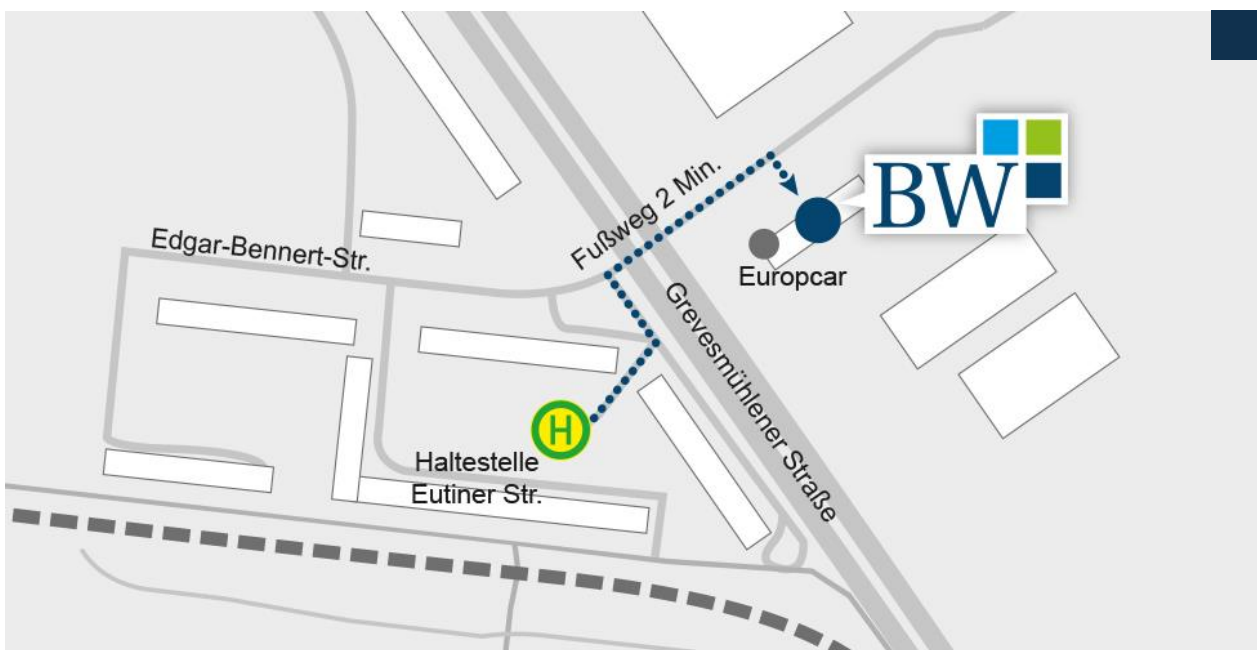 BW
Fußweg 2 Min.
Edgar-Bennert-Str.
Europcar
Grevesmühlener Straße
H
Haltestelle
Eutiner Str.